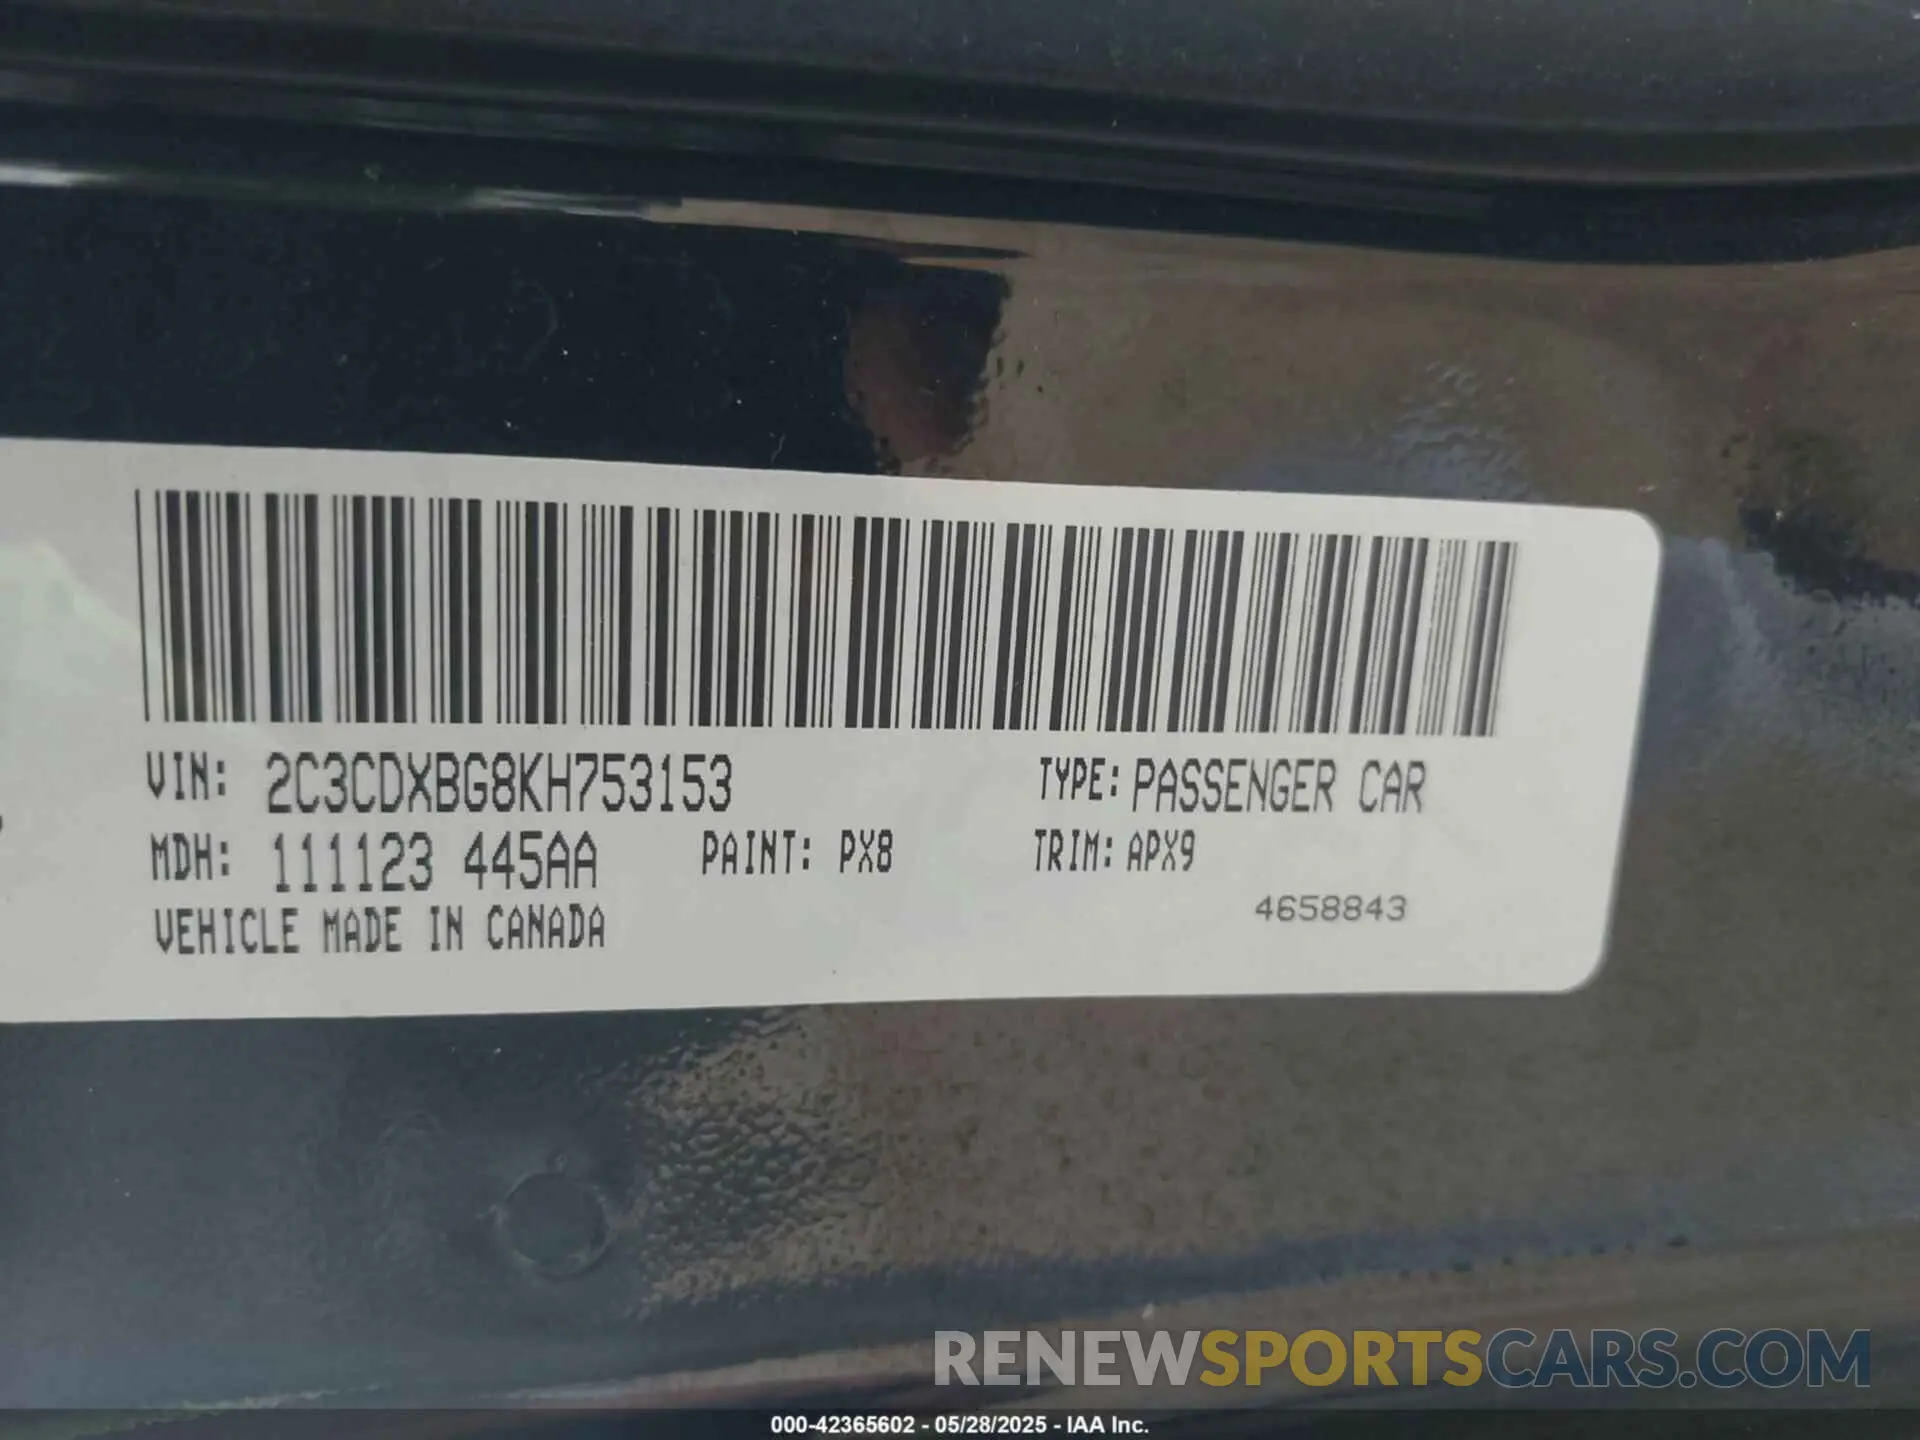 VIN: 2C3CDXBG8KH753153 TYPE: PASSENGER CAR
MDH: 111123 445AA PAINT: PX8 TRIM: APX9
VEHICLE MADE IN CANADA 4658843
RENEWSPORTSCARS.COM
000-42365602 - 05/28/2025 - IAA Inc.